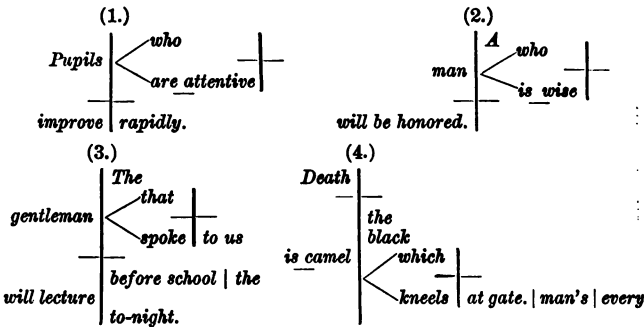 (1.)
who
Pupils
are attentive
improve rapidly.
(2.)
A
who
man
is wise
will be honored.
(3.)
The
that
gentleman
spoke to us
before school | the
will lecture
to-night.
(4.)
Death
the
black
is camel
which
kneels at gate. | man's | every